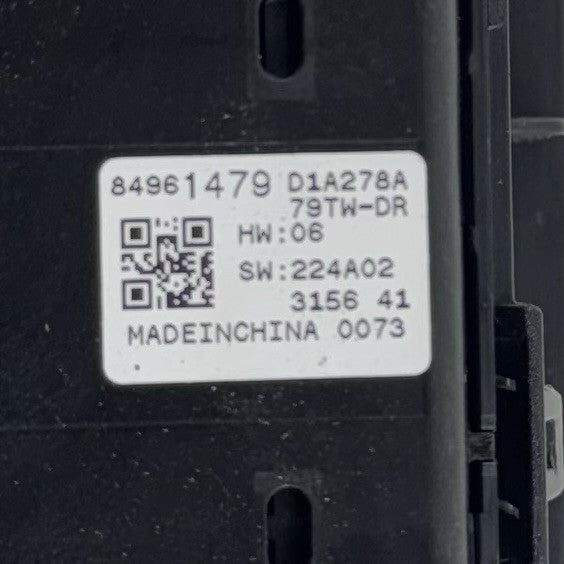 84961479 D1A278A
79TW-DR
HW:06
SW:224A02
3156 41
MADEINCHINA 0073